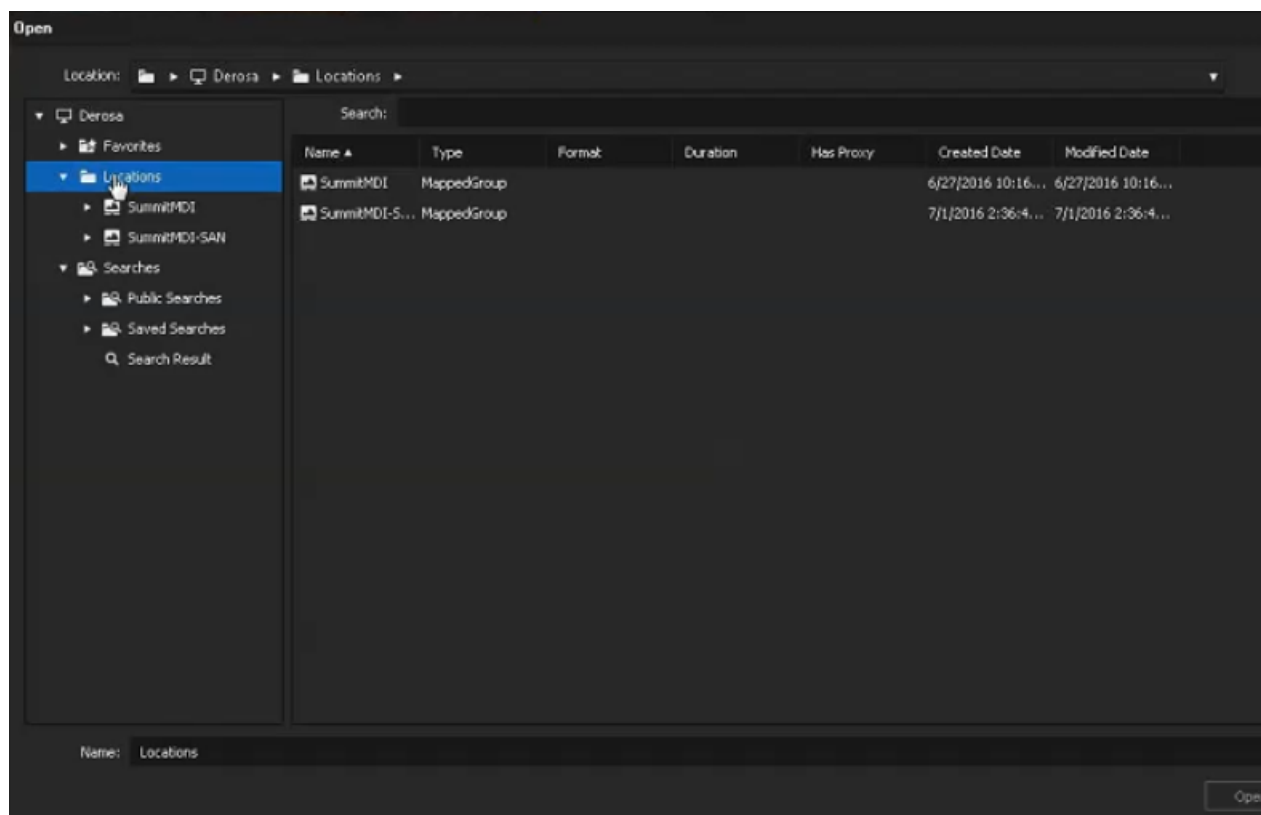 Open
Location: Derosa Locations
Derosa
Search:
Favorites
Name Type Format Duration Has Proxy Created Date Modified Date
Locations
SummitMDI MappedGroup 6/27/2016 10:16... 6/27/2016 10:16...
SummitMDI
SummitMDI-S... MappedGroup 7/1/2016 2:36:4... 7/1/2016 2:36:4...
SummitMDI-SAN
Searches
Public Searches
Saved Searches
Search Result
Name: Locations
Ope